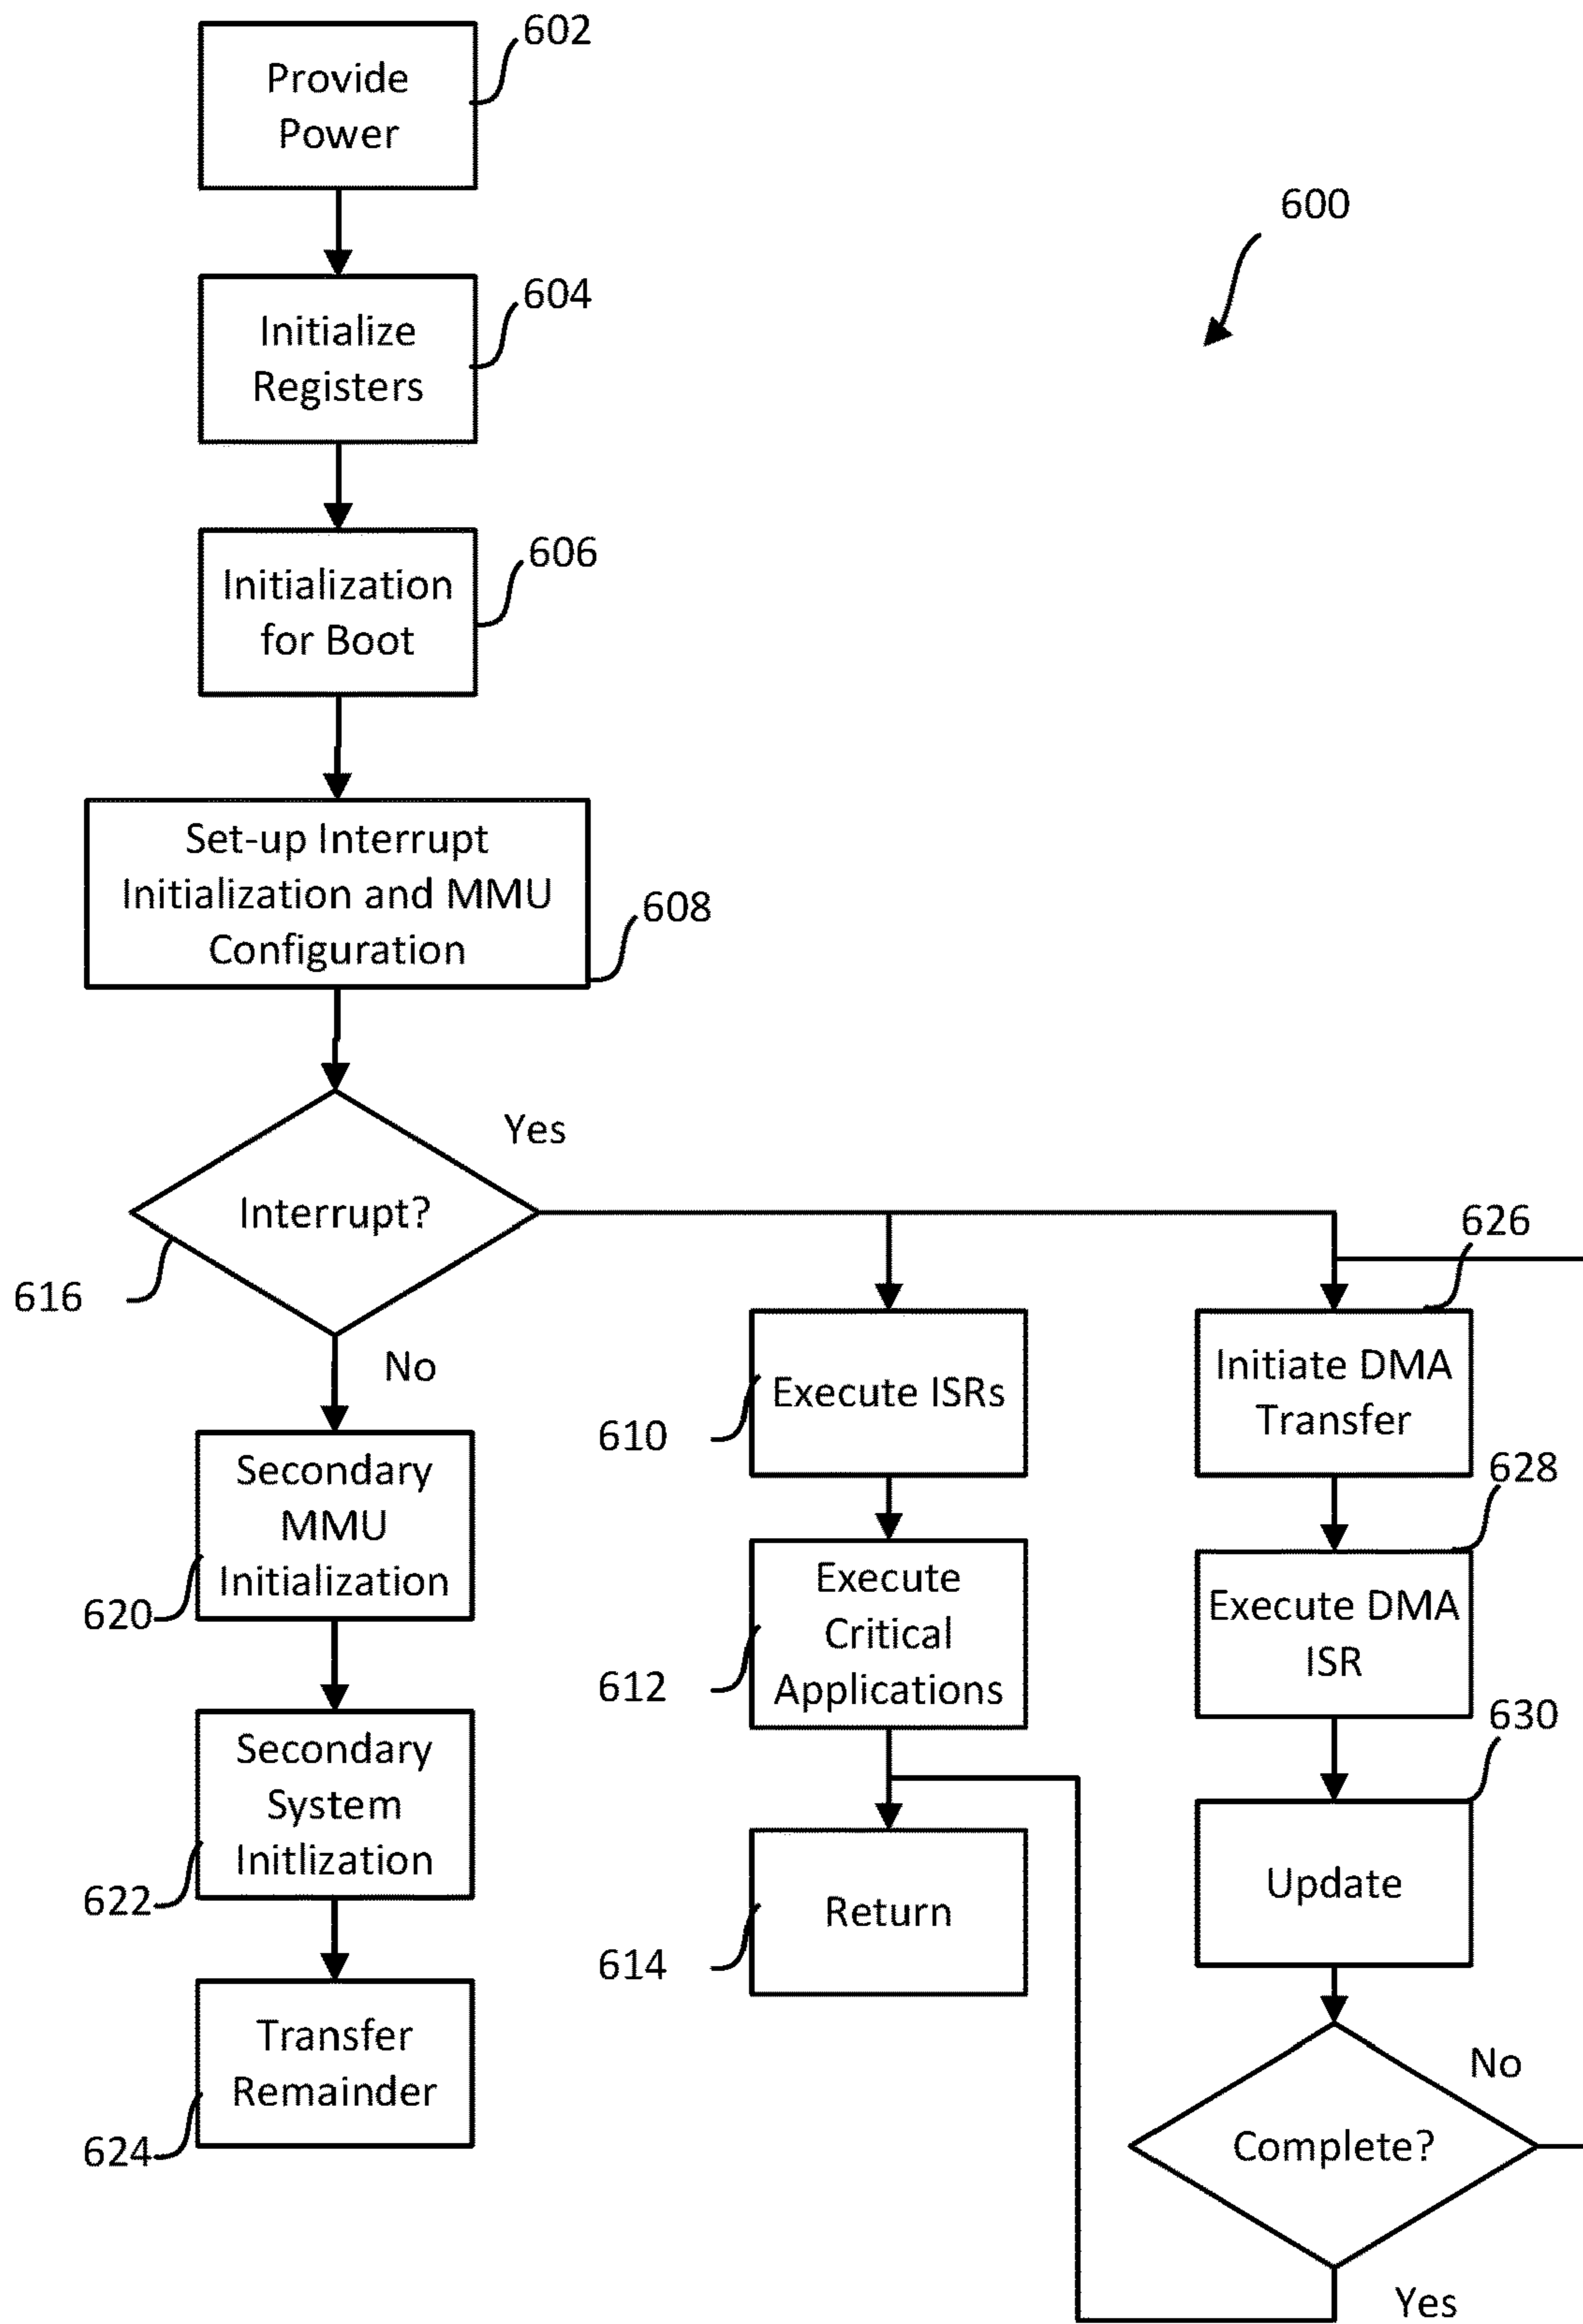 Provide
Power
602
600
Initialize
Registers
604
Initialization
for Boot
606
Set-up Interrupt
Initialization and MMU
Configuration
608
Interrupt?
Yes
616
No
Secondary
MMU
Initialization
620
Secondary
System
Initlization
622
Transfer
Remainder
624
Execute ISRs
610
Execute
Critical
Applications
612
Return
614
626
Initiate DMA
Transfer
628
Execute DMA
ISR
630
Update
Complete?
No
Yes